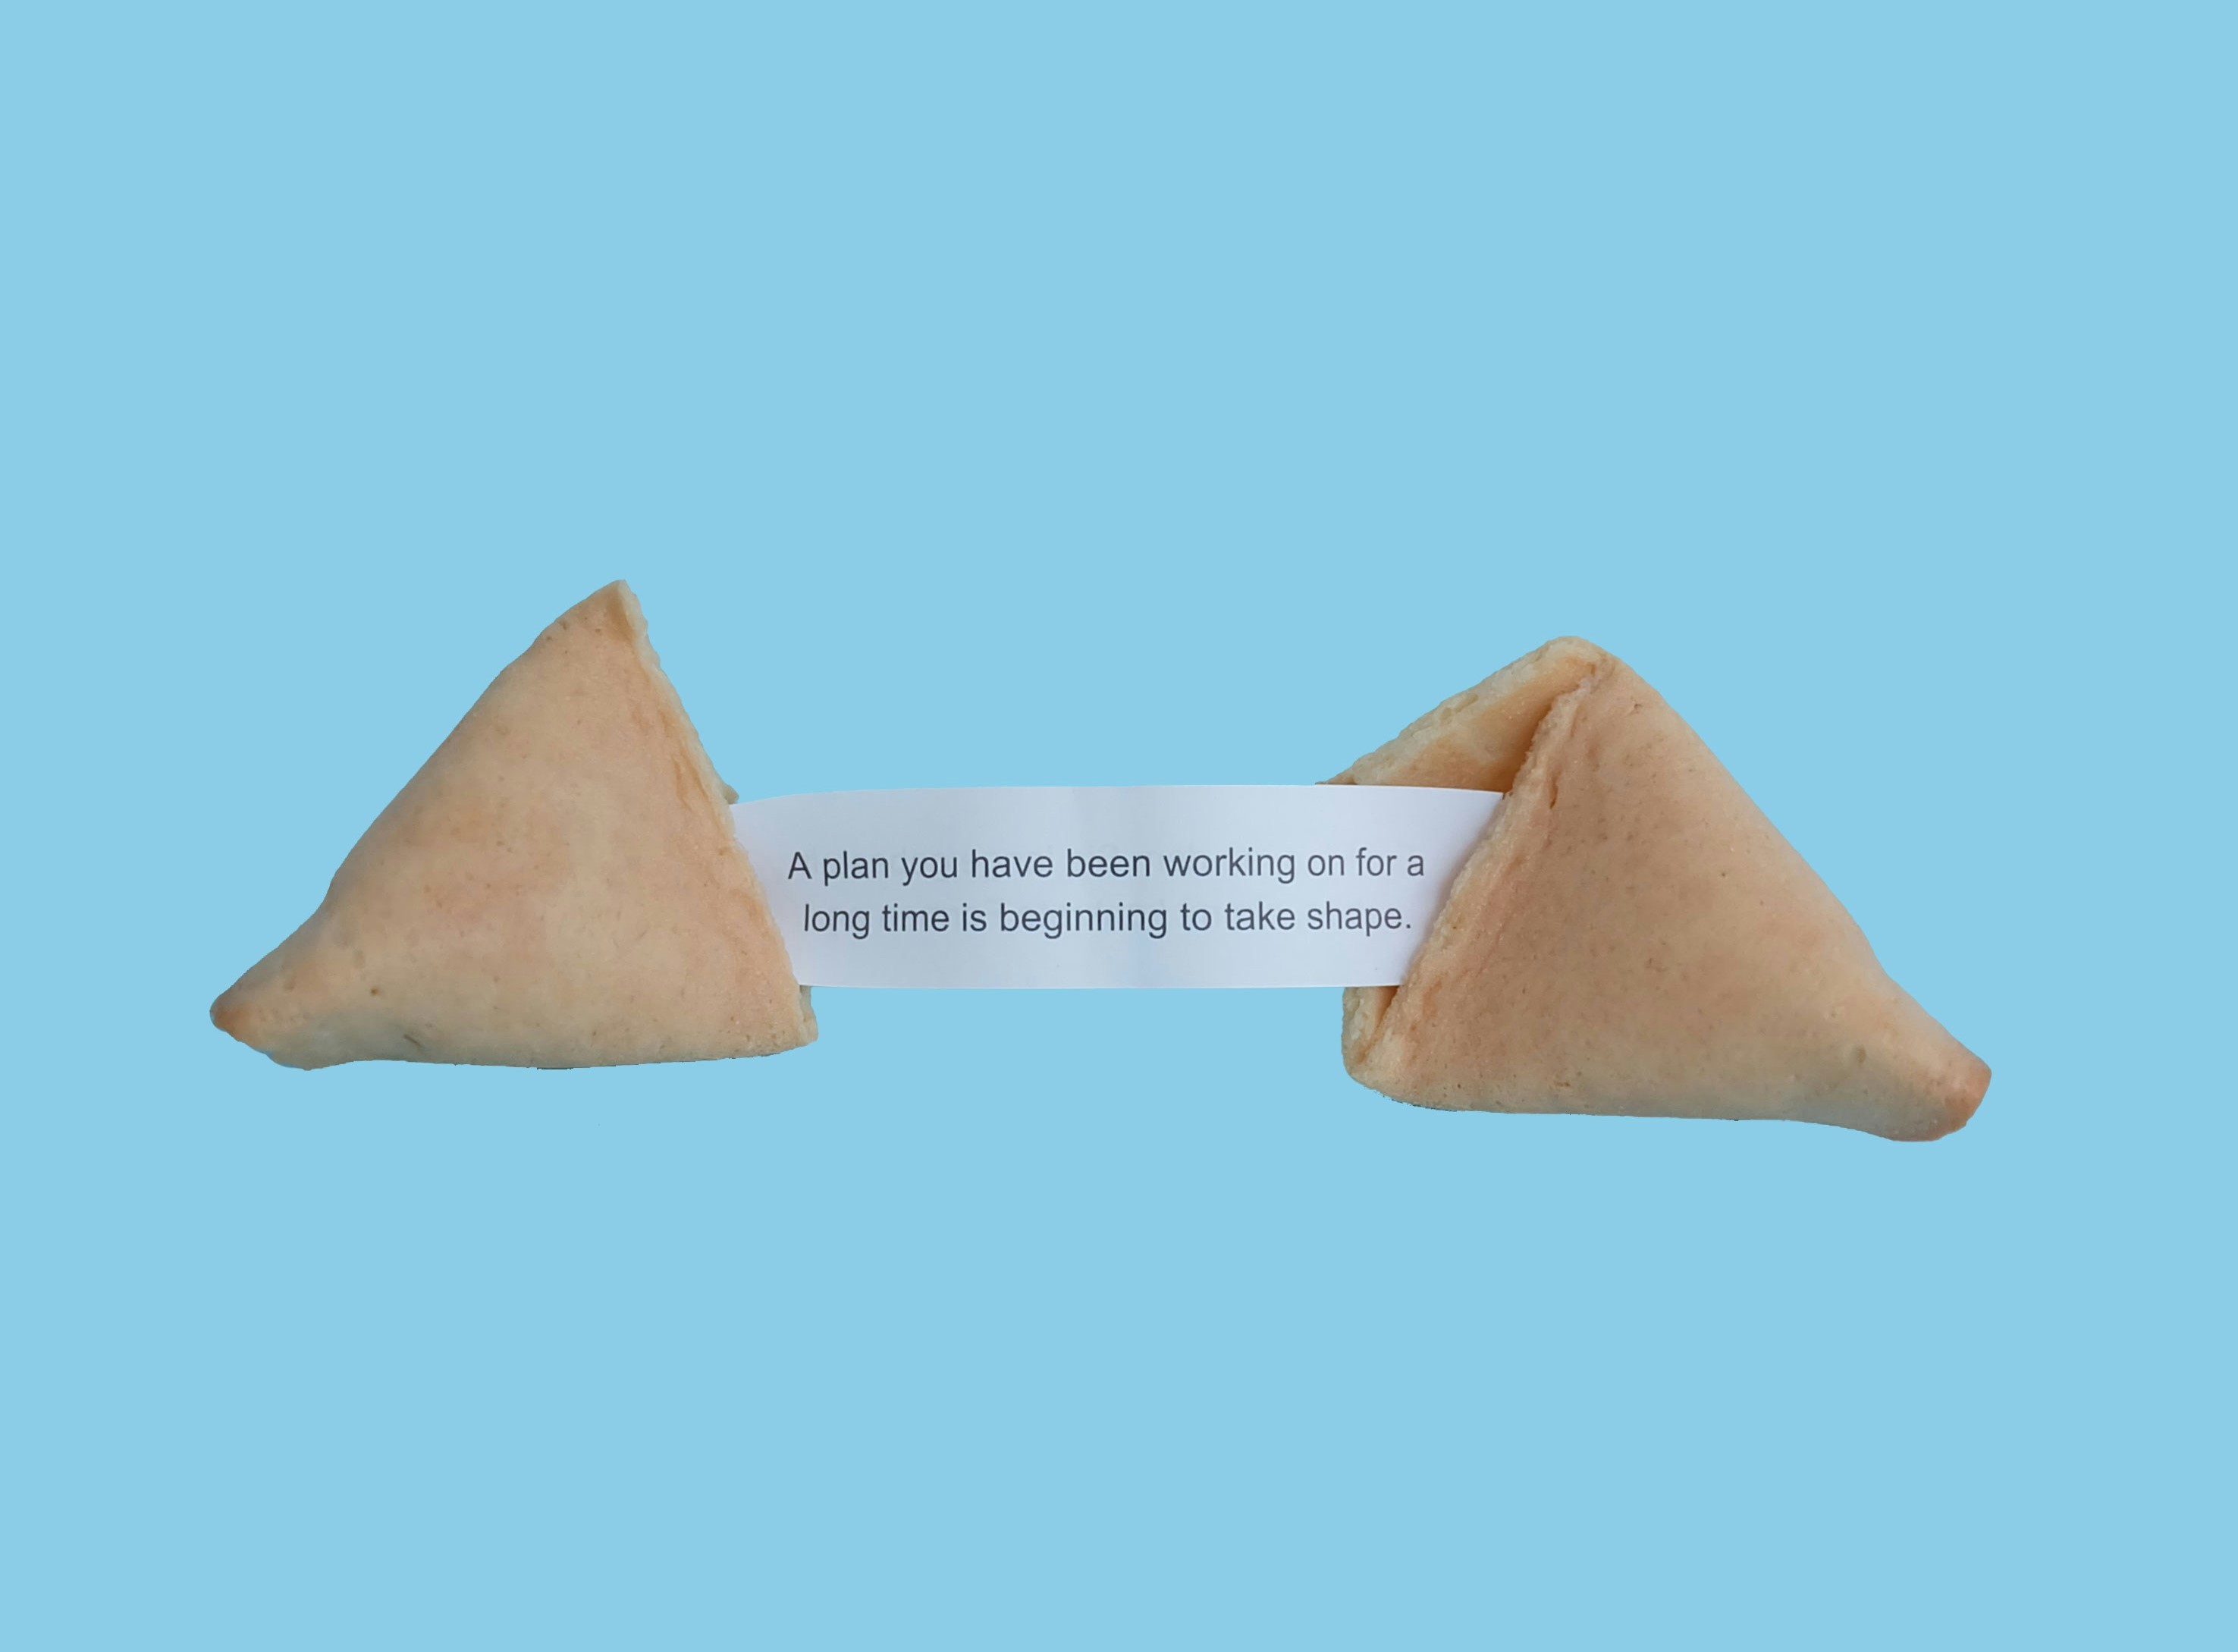 A plan you have been working on for a
long time is beginning to take shape.